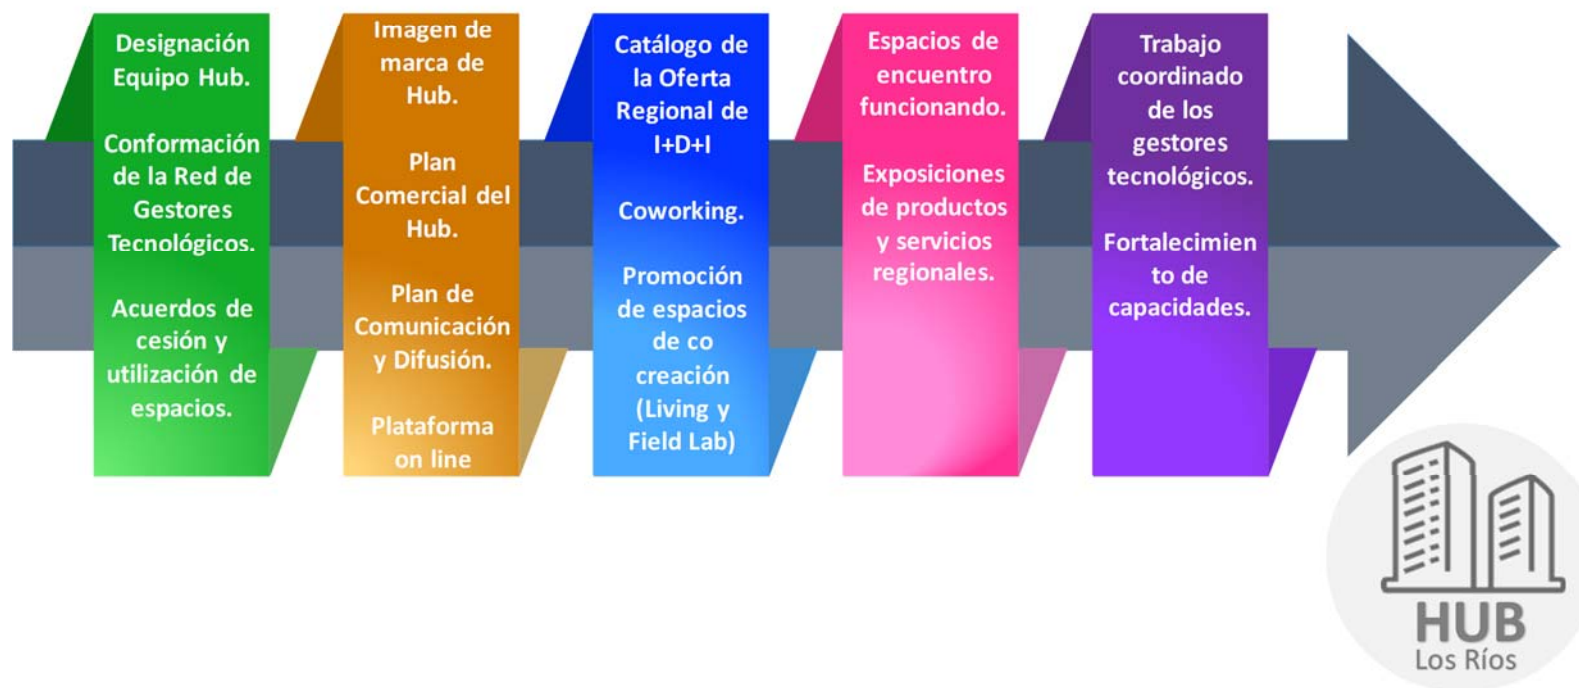 Designación
Equipo Hub.
Conformación
de la Red de
Gestores
Tecnológicos.
Acuerdos de
cesión y
utilización de
espacios.
Imagen de
marca de
Hub.
Plan
Comercial del
Hub.
Plan de
Comunicación
y Difusión.
Plataforma
on line
Catálogo de
la Oferta
Regional de
I+D+I
Coworking.
Promoción
de espacios
de co
creación
(Living y
Field Lab)
Espacios de
encuentro
funcionando.
Exposiciones
de productos
y servicios
regionales.
Trabajo
coordinado
de los
gestores
tecnológicos.
Fortalecimien
to de
capacidades.
HUB
Los Ríos